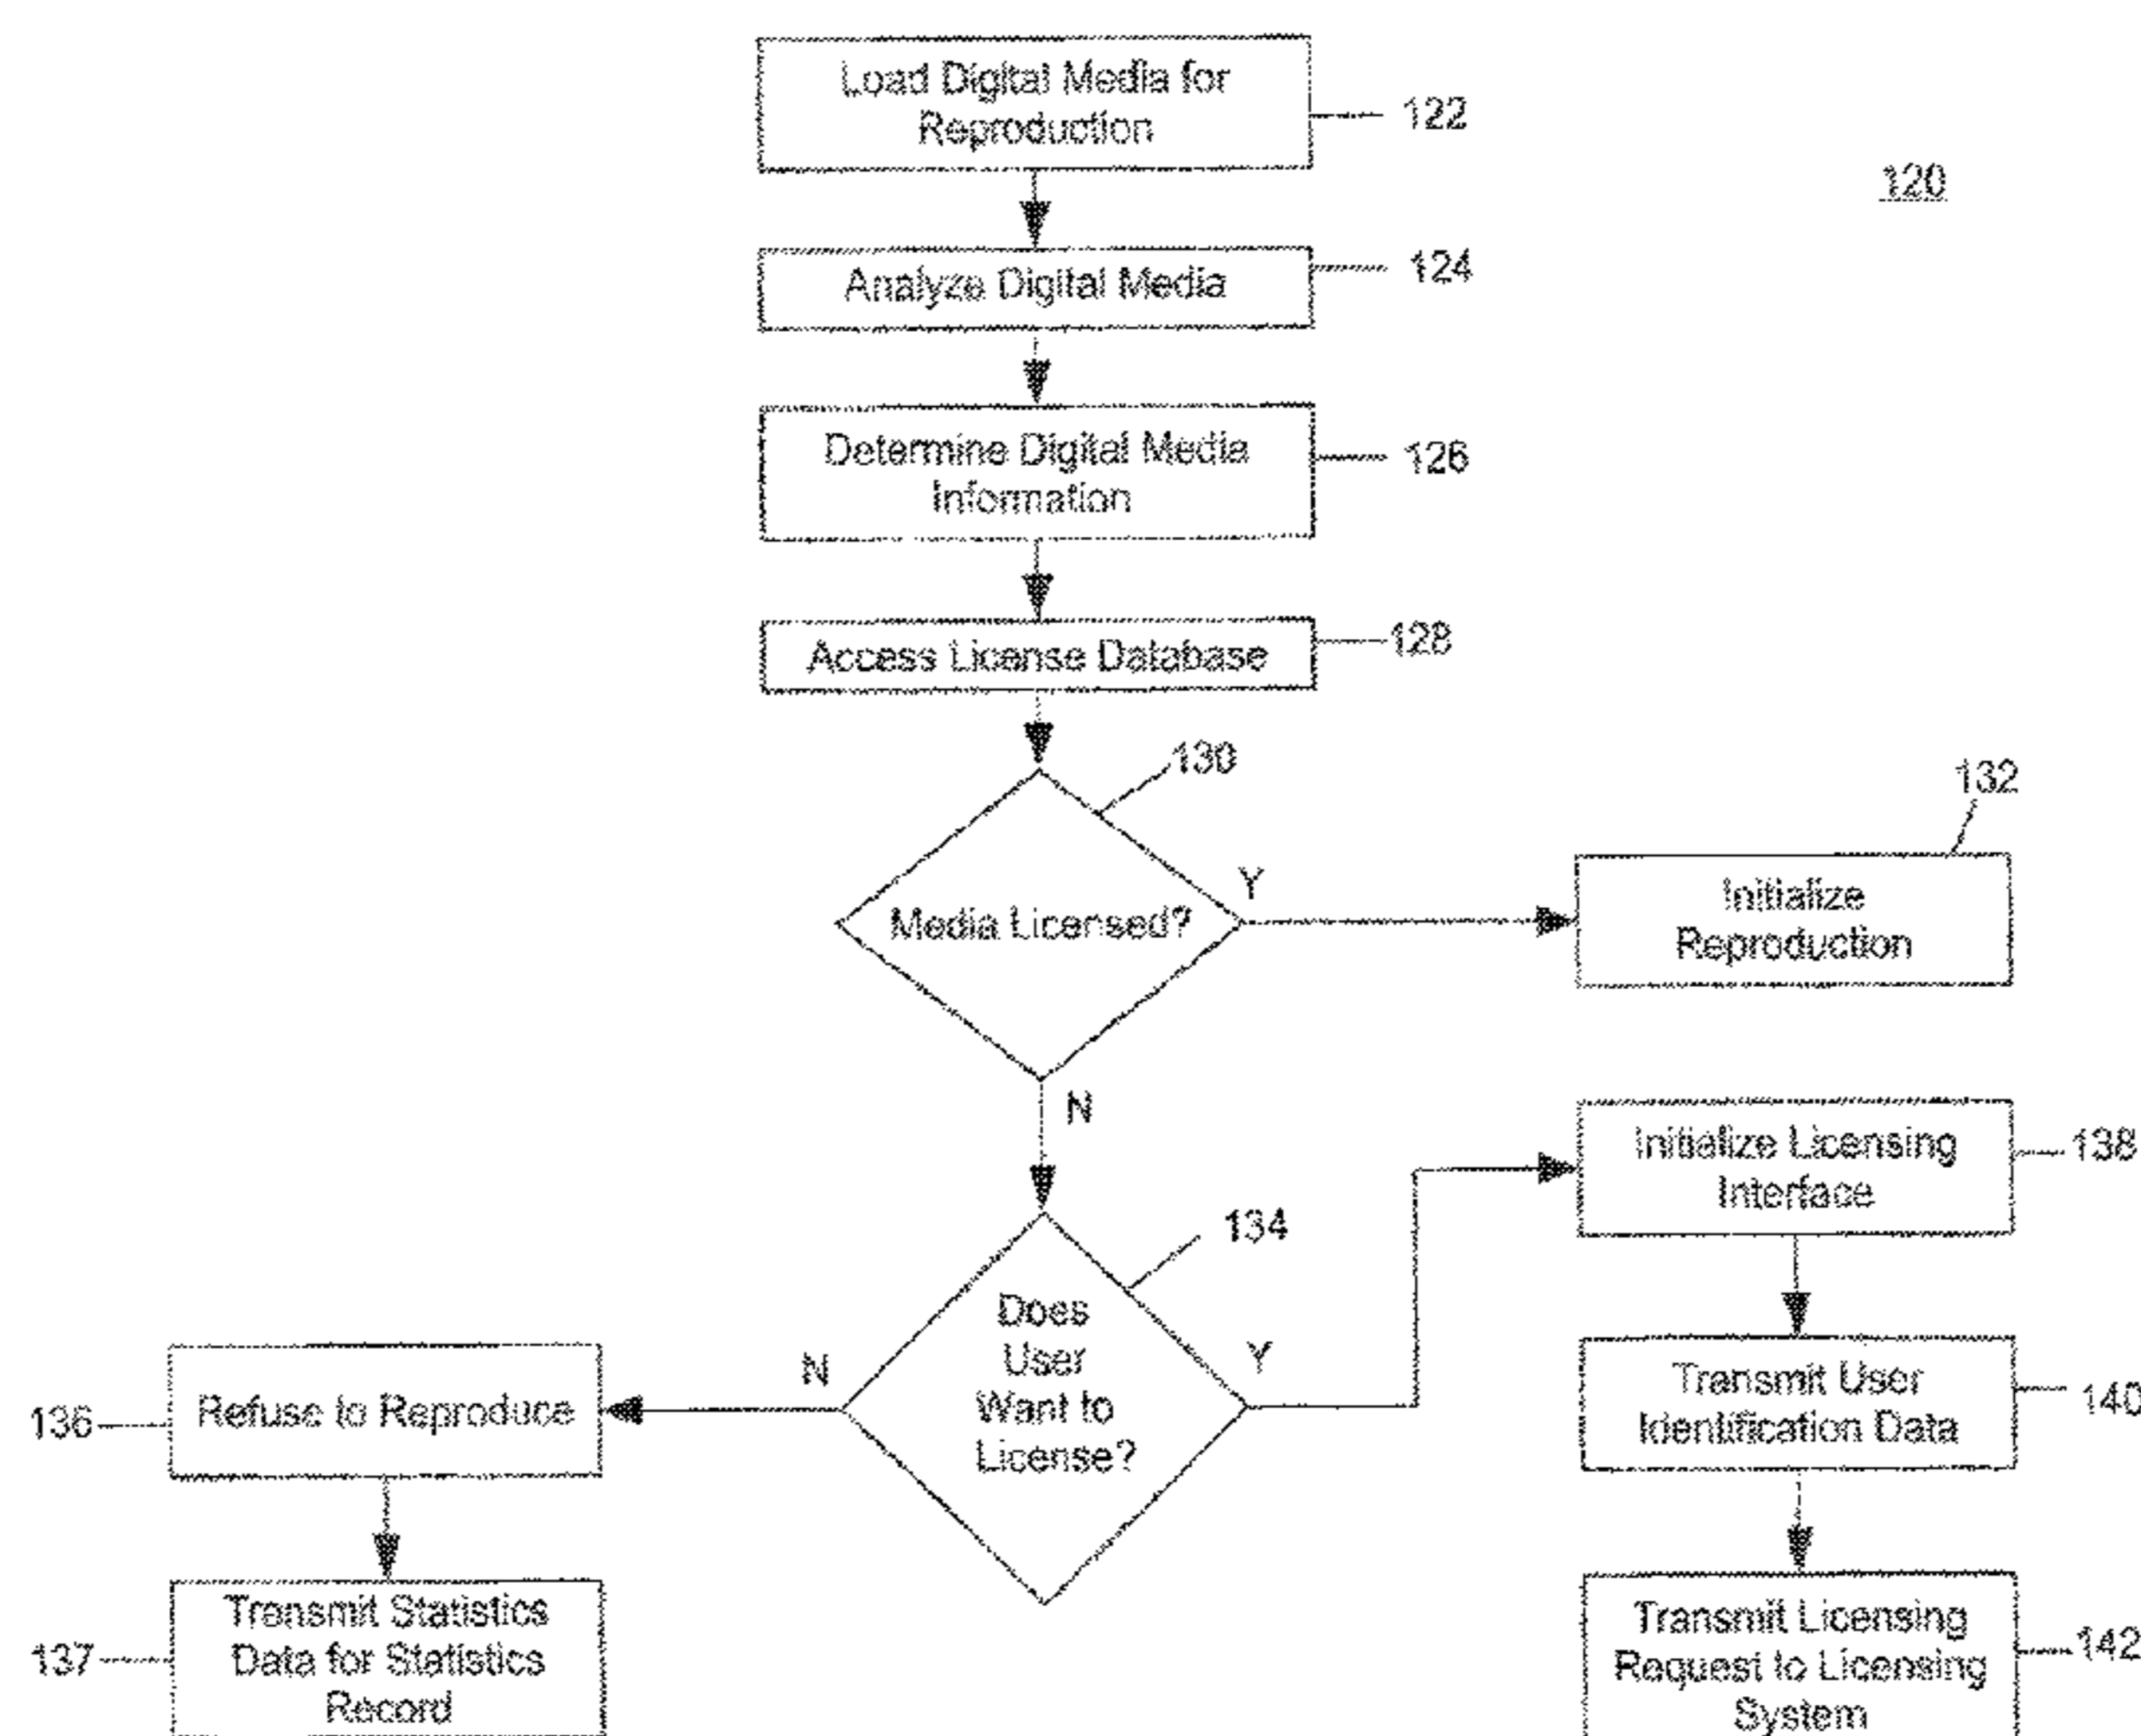 Load Digital Media for
Reproduction
122
120
Analyze Digital Media
124
Determine Digital Media
Information
126
Access License Database
128
130
Media Licensed?
Y
132
Initialize
Reproduction
N
Initialize Licensing
Interface
138
134
Does
User
Want to
License?
N
Y
136
Refuse to Reproduce
Transmit User
Identification Data
140
137
Transmit Statistics
Data for Statistics
Record
Transmit Licensing
Request to Licensing
System
142